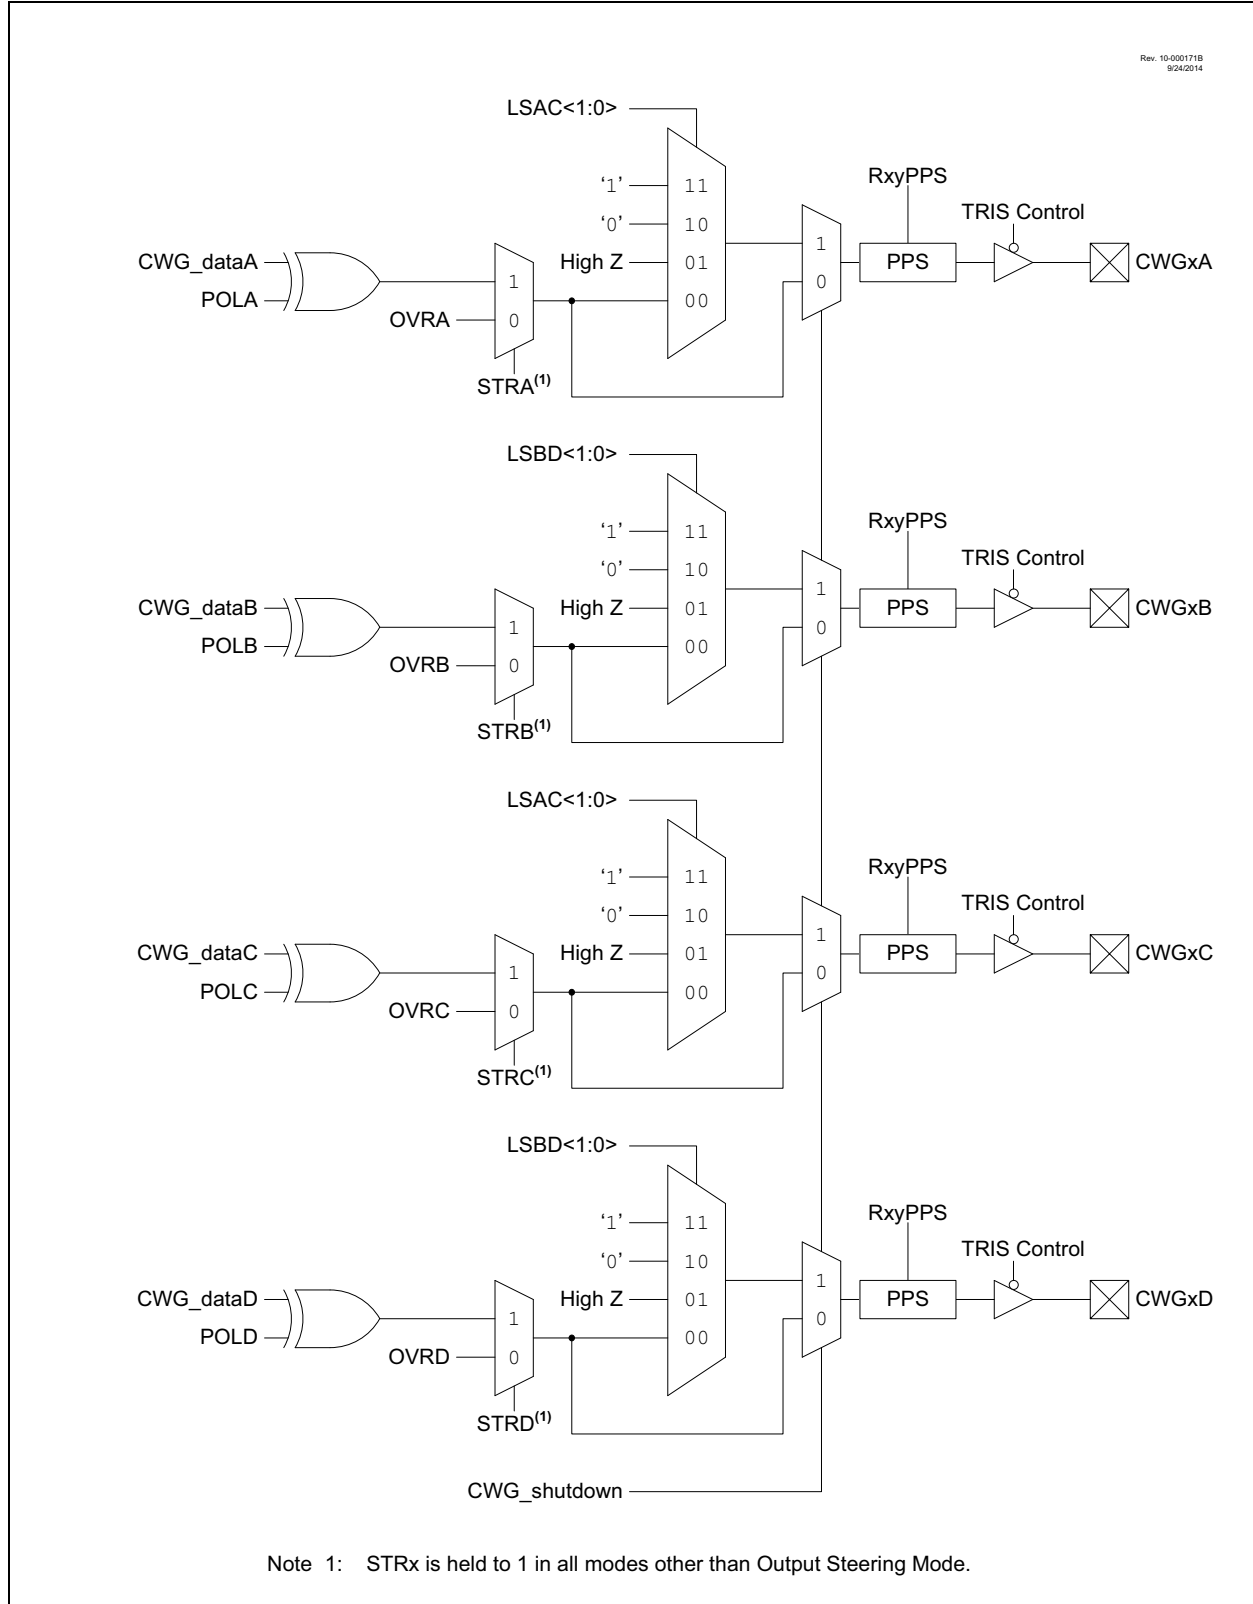 Rev. 10-000171B
9/24/2014
LSAC<1:0>
‘1’ 11
‘0’ 10
High Z 01
00
CWG_dataA
POLA
1
0
OVRA
STRA(1)
1
0
RxyPPS
PPS
TRIS Control
CWGxA
LSBD<1:0>
‘1’ 11
‘0’ 10
High Z 01
00
CWG_dataB
POLB
1
0
OVRB
STRB(1)
1
0
RxyPPS
PPS
TRIS Control
CWGxB
LSAC<1:0>
‘1’ 11
‘0’ 10
High Z 01
00
CWG_dataC
POLC
1
0
OVRC
STRC(1)
1
0
RxyPPS
PPS
TRIS Control
CWGxC
LSBD<1:0>
‘1’ 11
‘0’ 10
High Z 01
00
CWG_dataD
POLD
1
0
OVRD
STRD(1)
1
0
RxyPPS
PPS
TRIS Control
CWGxD
CWG_shutdown
Note 1: STRx is held to 1 in all modes other than Output Steering Mode.